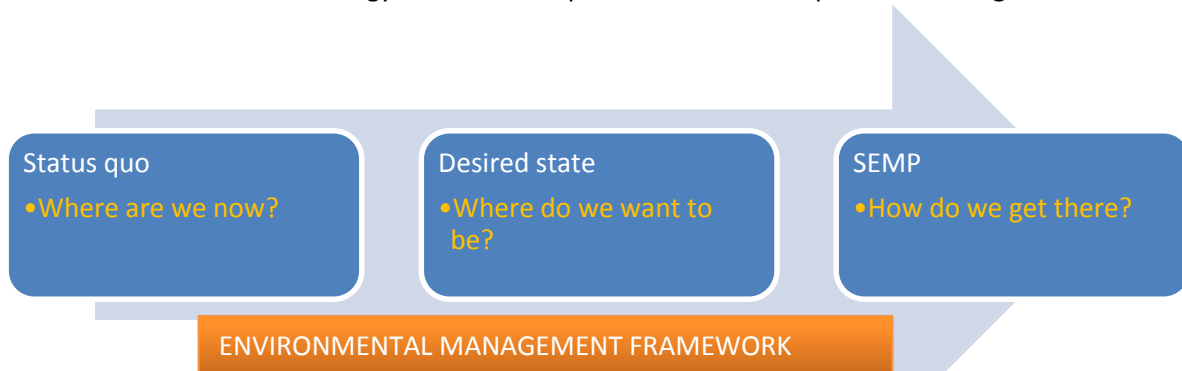 Status quo
•Where are we now?
Desired state
•Where do we want to
be?
SEMP
•How do we get there?
ENVIRONMENTAL MANAGEMENT FRAMEWORK